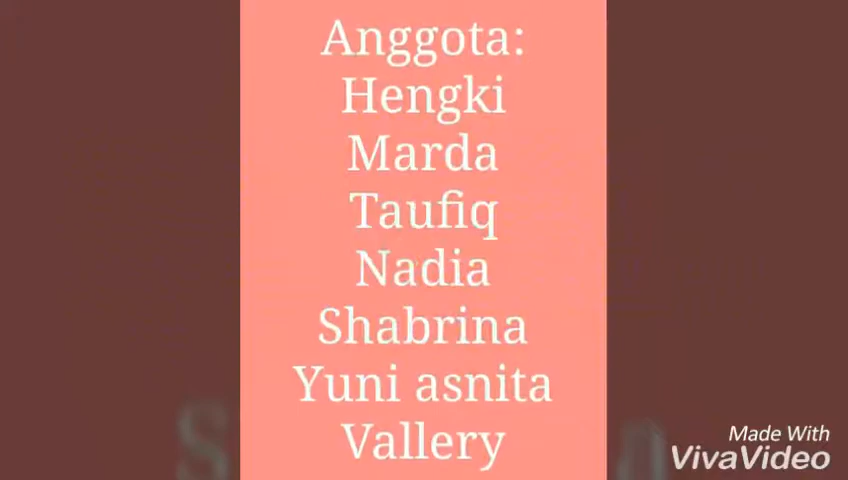 Anggota:
Hengki
Marda
Taufiq
Nadia
Shabrina
Yuni asnita
Vallery
Made With
VivaVideo